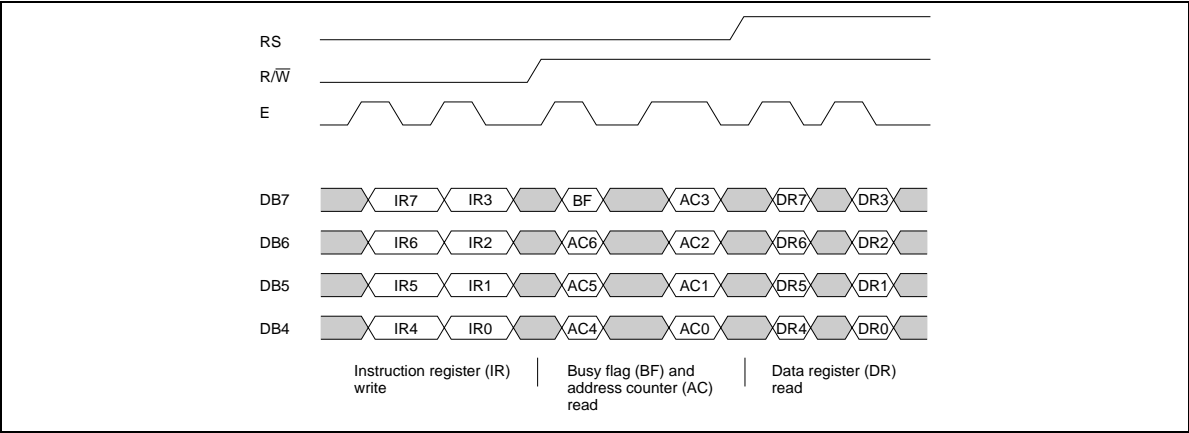 RS
R/W̅
E
DB7 IR7 IR3 BF AC3 DR7 DR3
DB6 IR6 IR2 AC6 AC2 DR6 DR2
DB5 IR5 IR1 AC5 AC1 DR5 DR1
DB4 IR4 IR0 AC4 AC0 DR4 DR0
Instruction register (IR)
write
Busy flag (BF) and
address counter (AC)
read
Data register (DR)
read